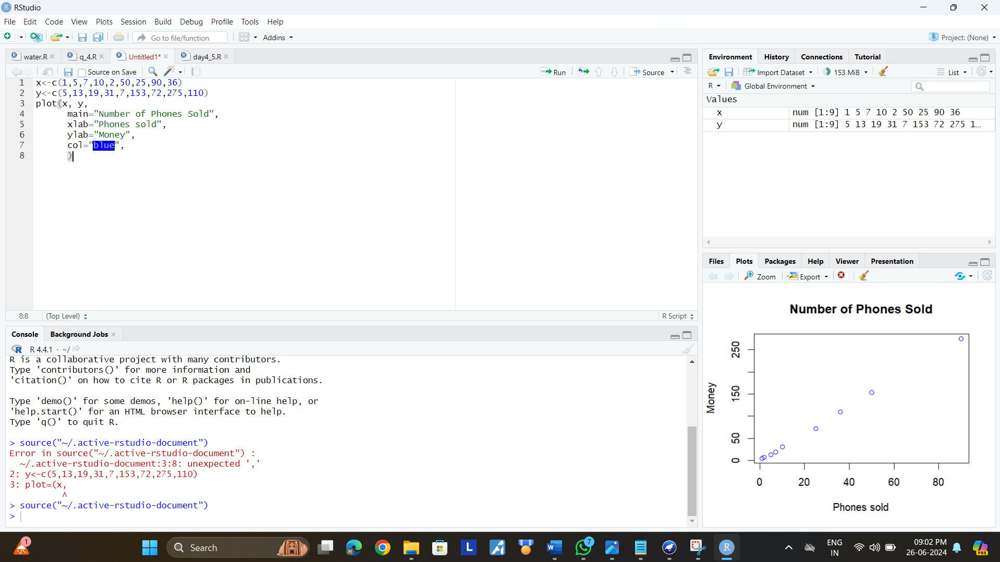 RStudio
File Edit Code View Plots Session Build Debug Profile Tools Help
Go to file/function Addins Project: (None)
water.R q_4.R Untitled1* day4_5.R
Source on Save Run Source
1 x<-c(1,5,7,10,2,50,25,90,36)
2 y<-c(5,13,19,31,7,153,72,275,110)
3 plot(x, y,
4 main="Number of Phones Sold",
5 xlab="Phones sold",
6 ylab="Money",
7 col="blue",
8 )
8:8 (Top Level) R Script
Console Background Jobs
R 4.4.1 · ~/
R is a collaborative project with many contributors.
Type 'contributors()' for more information and
'citation()' on how to cite R or R packages in publications.
Type 'demo()' for some demos, 'help()' for on-line help, or
'help.start()' for an HTML browser interface to help.
Type 'q()' to quit R.
> source("~/.active-rstudio-document")
Error in source("~/.active-rstudio-document") :
~/.active-rstudio-document:3:8: unexpected ','
2: y<-c(5,13,19,31,7,153,72,275,110)
3: plot=(x,
^
> source("~/.active-rstudio-document")
>
Environment History Connections Tutorial
Import Dataset 153 MiB List
R Global Environment
Values
x num [1:9] 1 5 7 10 2 50 25 90 36
y num [1:9] 5 13 19 31 7 153 72 275 1…
Files Plots Packages Help Viewer Presentation
Zoom Export
Number of Phones Sold
Money
250
150
50
0
0 20 40 60 80
Phones sold
1 Search L W 7 R ENG 09:02 PM
IN 26-06-2024 PRE